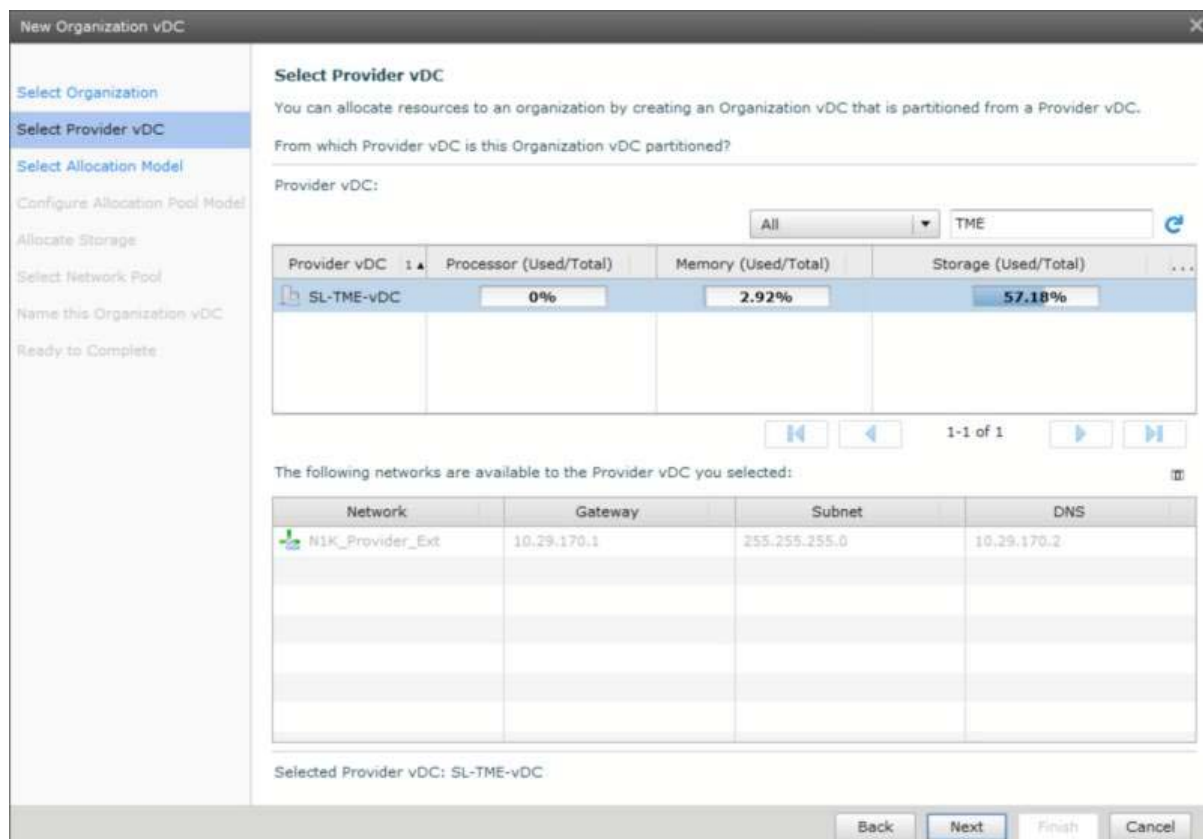 New Organization vDC
Select Organization
Select Provider vDC
Select Allocation Model
Configure Allocation Pool Model
Allocate Storage
Select Network Pool
Name this Organization vDC
Ready to Complete
Select Provider vDC
You can allocate resources to an organization by creating an Organization vDC that is partitioned from a Provider vDC.
From which Provider vDC is this Organization vDC partitioned?
Provider vDC:
All TME
Provider vDC 1 ▲ Processor (Used/Total) Memory (Used/Total) Storage (Used/Total) ...
SL-TME-vDC 0% 2.92% 57.18%
1-1 of 1
The following networks are available to the Provider vDC you selected:
Network Gateway Subnet DNS
N1K_Provider_Ext 10.29.170.1 255.255.255.0 10.29.170.2
Selected Provider vDC: SL-TME-vDC
Back Next Finish Cancel